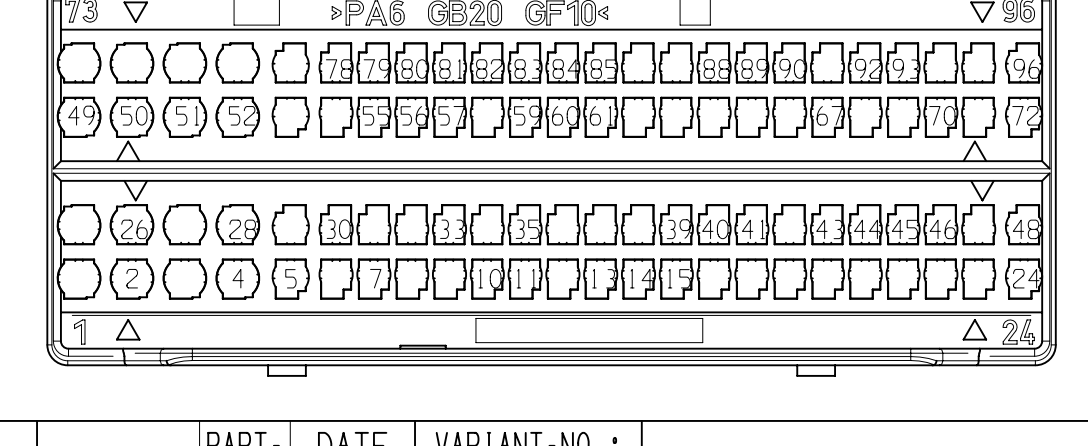 73 >PA6 GB20 GF10< 96
78 79 80 81 82 83 84 85 88 89 90 92 93 96
49 50 51 52 55 56 57 59 60 61 67 70 72
26 28 30 33 35 39 40 41 43 44 45 46 48
2 4 5 7 10 11 13 14 15 24
1 24
PART- DATE VARIANT-NO.: